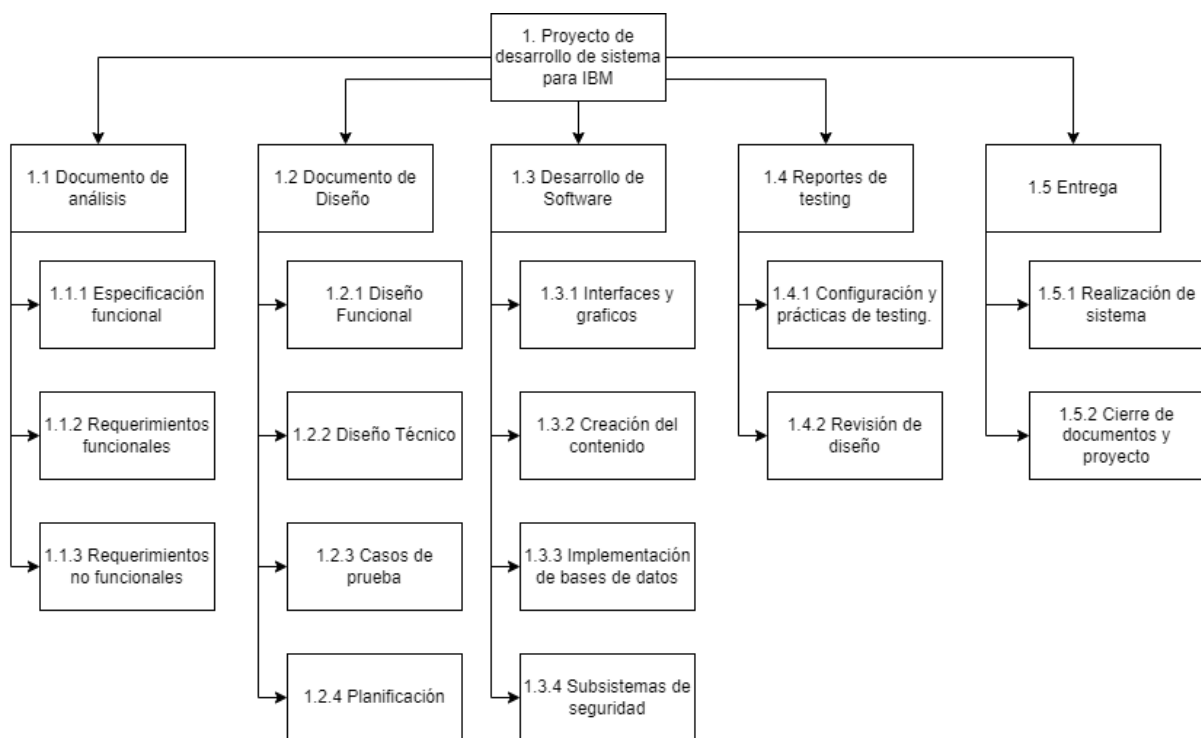 1. Proyecto de
desarrollo de sistema
para IBM
1.1 Documento de
análisis
1.2 Documento de
Diseño
1.3 Desarrollo de
Software
1.4 Reportes de
testing
1.5 Entrega
1.1.1 Especificación
funcional
1.2.1 Diseño
Funcional
1.3.1 Interfaces y
graficos
1.4.1 Configuración y
prácticas de testing.
1.5.1 Realización de
sistema
1.1.2 Requerimientos
funcionales
1.2.2 Diseño Técnico
1.3.2 Creación del
contenido
1.4.2 Revisión de
diseño
1.5.2 Cierre de
documentos y
proyecto
1.1.3 Requerimientos
no funcionales
1.2.3 Casos de
prueba
1.3.3 Implementación
de bases de datos
1.2.4 Planificación
1.3.4 Subsistemas de
seguridad